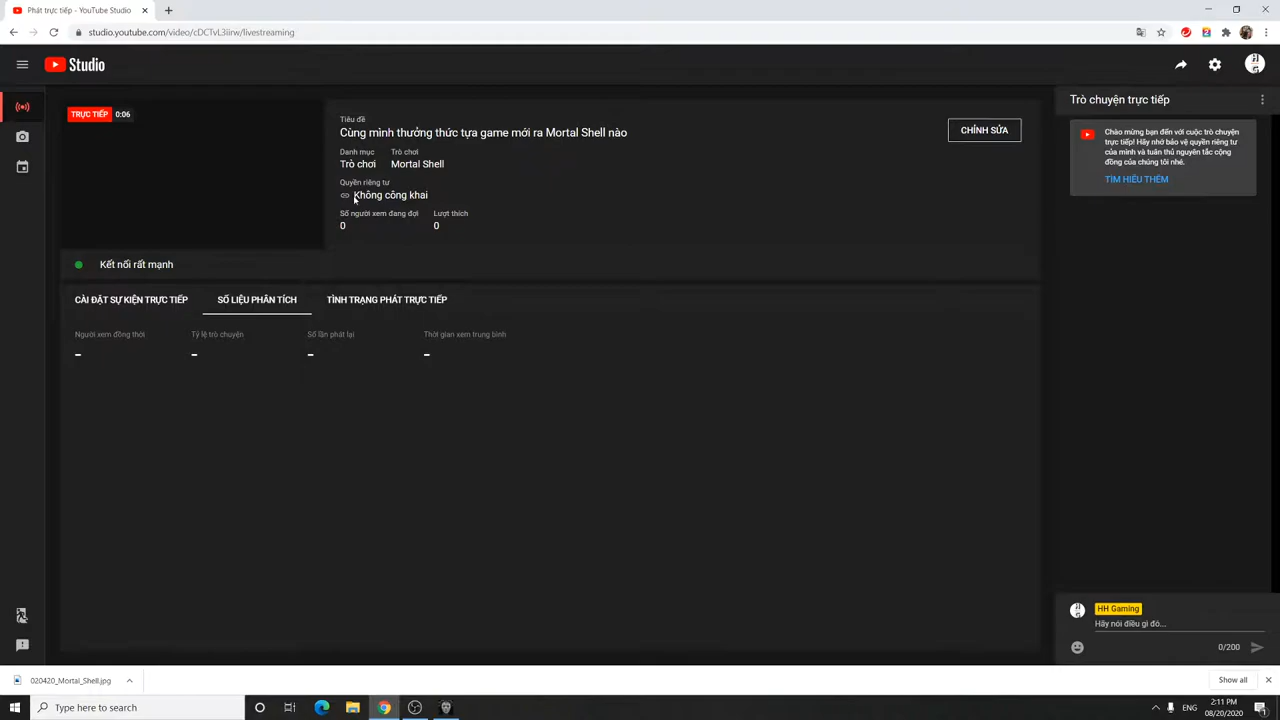 Phát trực tiếp - YouTube Studio
studio.youtube.com/video/cDCTvL3iirw/livestreaming
Studio
TRỰC TIẾP 0:06
Tiêu đề
Cùng mình thưởng thức tựa game mới ra Mortal Shell nào
CHỈNH SỬA
Danh mục Trò chơi
Trò chơi Mortal Shell
Quyền riêng tư
Không công khai
Số người xem đang đợi Lượt thích
0 0
Kết nối rất mạnh
CÀI ĐẶT SỰ KIỆN TRỰC TIẾP SỐ LIỆU PHÂN TÍCH TÌNH TRẠNG PHÁT TRỰC TIẾP
Người xem đồng thời Tỷ lệ trò chuyện Số lần phát lại Thời gian xem trung bình
– – – –
Trò chuyện trực tiếp
Chào mừng bạn đến với cuộc trò chuyện
trực tiếp! Hãy nhớ bảo vệ quyền riêng tư
của mình và tuân thủ nguyên tắc cộng
đồng của chúng tôi nhé.
TÌM HIỂU THÊM
HH Gaming
Hãy nói điều gì đó...
0/200
020420_Mortal_Shell.jpg
Show all
Type here to search
ENG
2:11 PM
08/20/2020